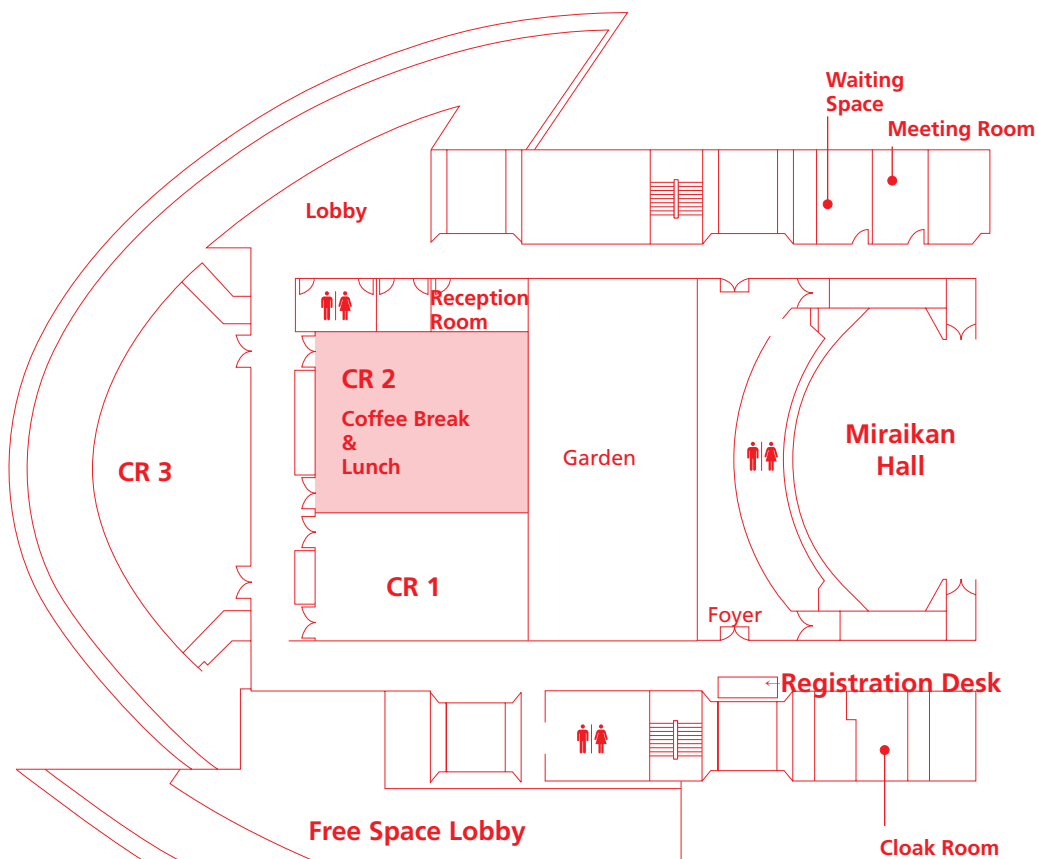 Waiting
Space
Meeting Room
Lobby
Reception
Room
CR 2
Coffee Break
&
Lunch
CR 3
Garden
Miraikan
Hall
CR 1
Foyer
Registration Desk
Free Space Lobby
Cloak Room